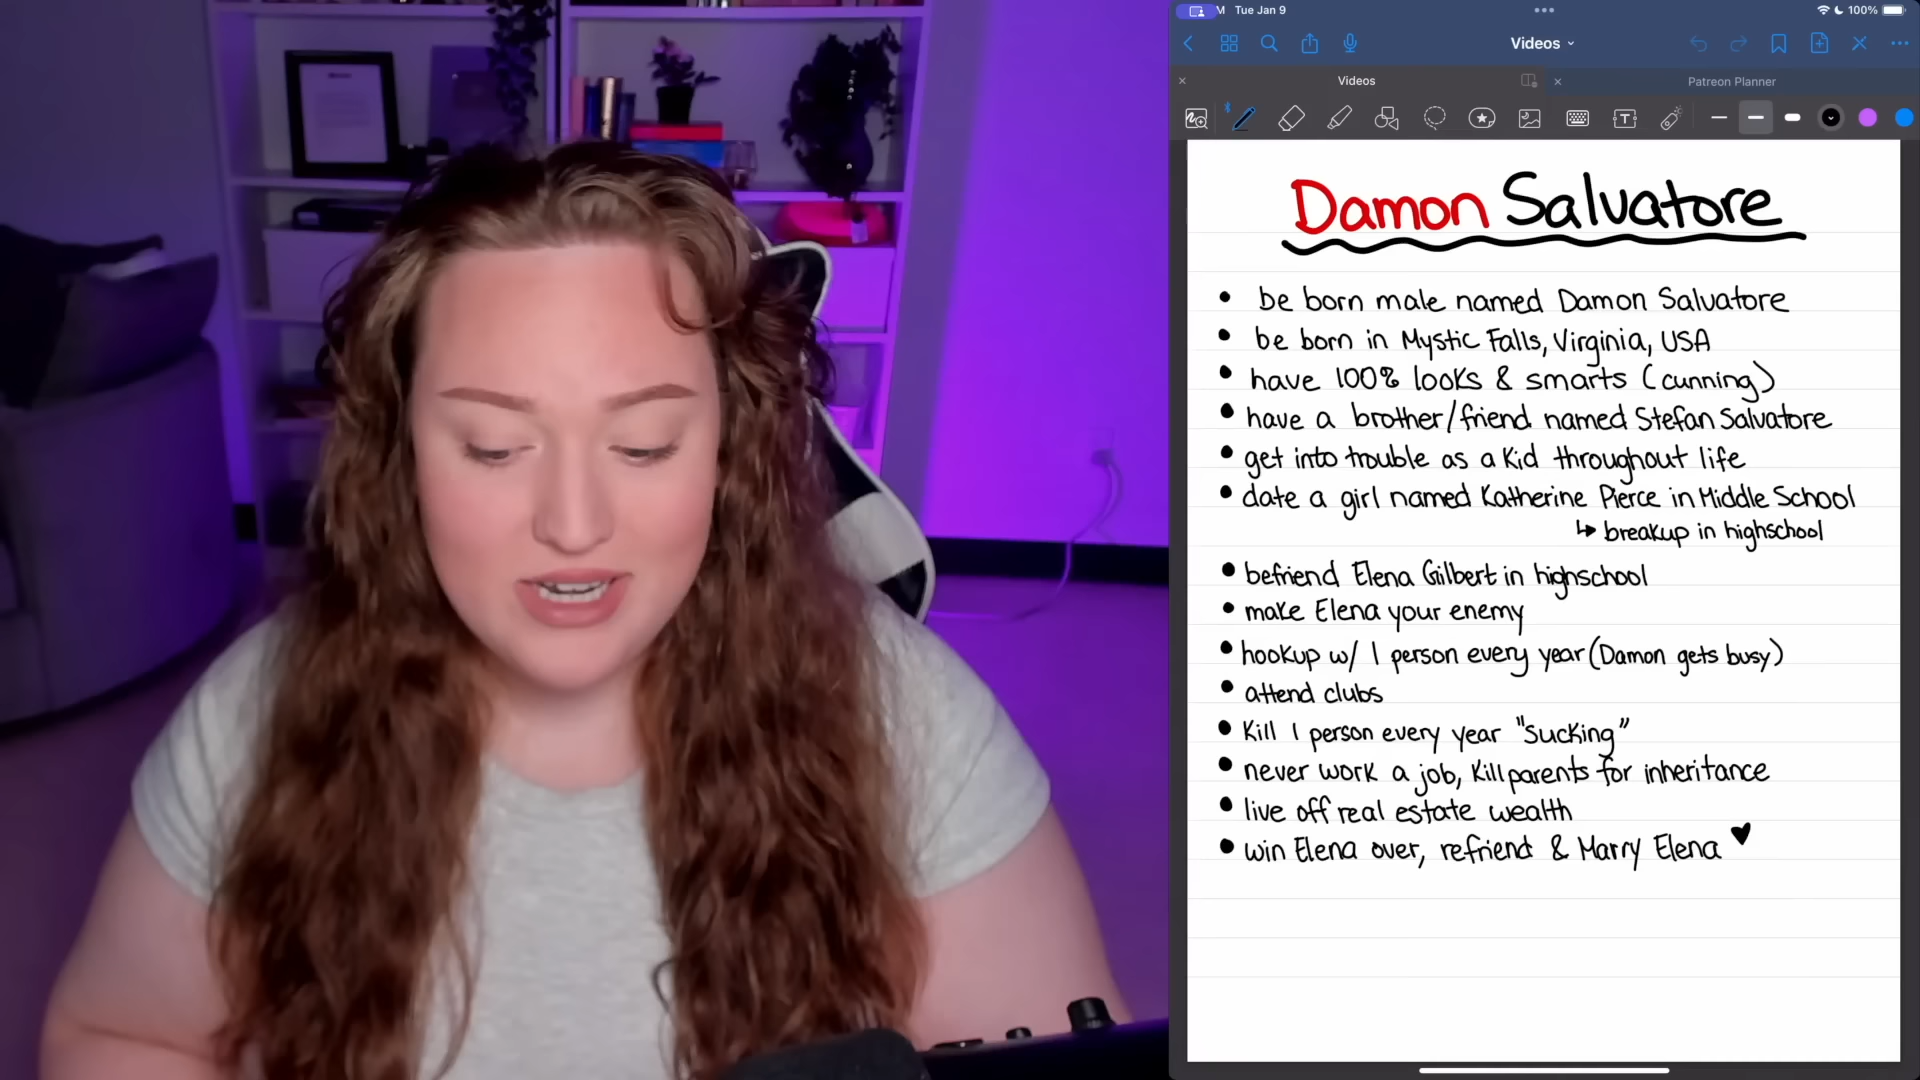 M Tue Jan 9
100%
Videos
Videos
Patreon Planner
Damon Salvatore
• be born male named Damon Salvatore
• be born in Mystic Falls, Virginia, USA
• have 100% looks & smarts (cunning)
• have a brother/friend named Stefan Salvatore
• get into trouble as a kid throughout life
• date a girl named Katherine Pierce in Middle School
↳ breakup in highschool
• befriend Elena Gilbert in highschool
• make Elena your enemy
• hookup w/ 1 person every year (Damon gets busy)
• attend clubs
• Kill 1 person every year "sucking"
• never work a job, kill parents for inheritance
• live off real estate wealth
• win Elena over, refriend & Marry Elena ♥